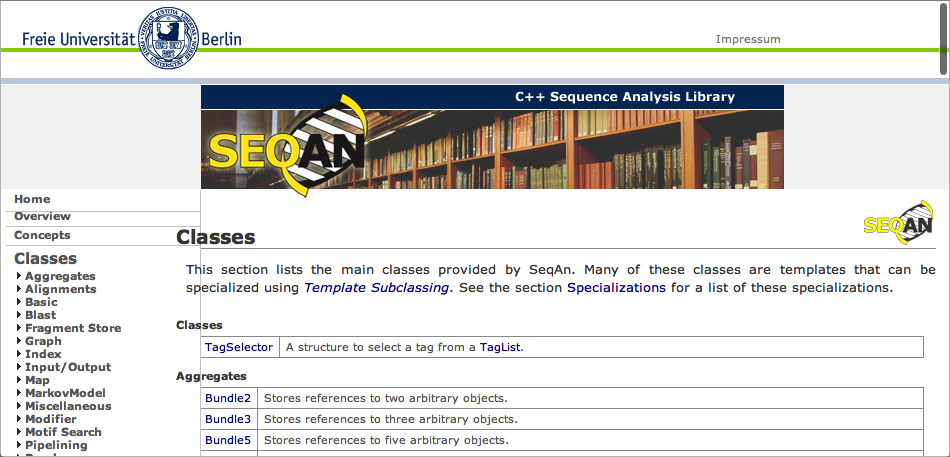 Freie Universität Berlin
Impressum
C++ Sequence Analysis Library
SEQAN
Home
Overview
Concepts
Classes
Aggregates
Alignments
Basic
Blast
Fragment Store
Graph
Index
Input/Output
Map
MarkovModel
Miscellaneous
Modifier
Motif Search
Pipelining
SEQAN
Classes
This section lists the main classes provided by SeqAn. Many of these classes are templates that can be
specialized using Template Subclassing. See the section Specializations for a list of these specializations.
Classes
TagSelector A structure to select a tag from a TagList.
Aggregates
Bundle2 Stores references to two arbitrary objects.
Bundle3 Stores references to three arbitrary objects.
Bundle5 Stores references to five arbitrary objects.